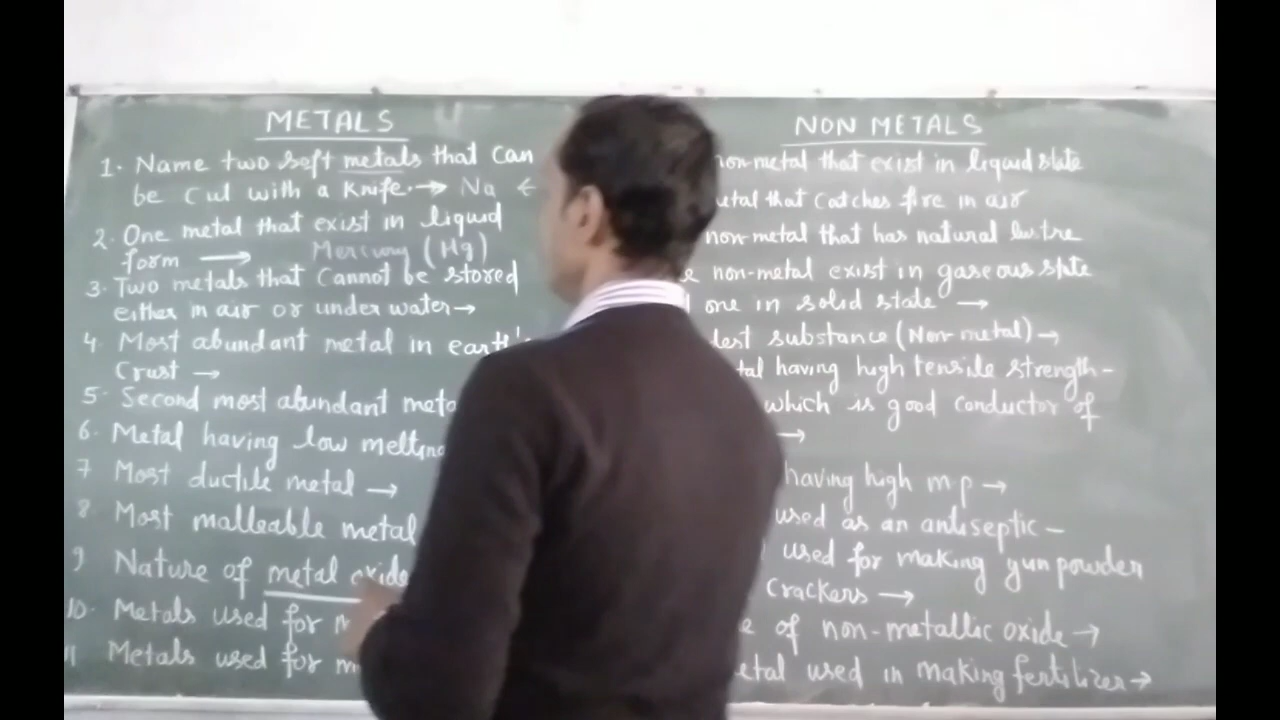 METALS
1. Name two soft metals that can
be cut with a knife. → Na ←
2. One metal that exist in liquid
form → Mercury (Hg)
3. Two metals that cannot be stored
either in air or under water →
4. Most abundant metal in earth's
crust →
5. Second most abundant
6. Metal having low
7 Most ductile metal →
8 Most malleable metal
9 Nature of metal oxide
10. Metals used for
11 Metals used for
NON METALS
non-metal that exist in liquid state
that catches fire in air
non-metal that has natural lustre
non-metal exist in gaseous state
one in solid state →
substance (Non-metal) →
having high tensile strength -
which is good conductor of
→
having high m.p →
used as an antiseptic -
used for making gun powder
crackers →
of non-metallic oxide →
used in making fertilizer →